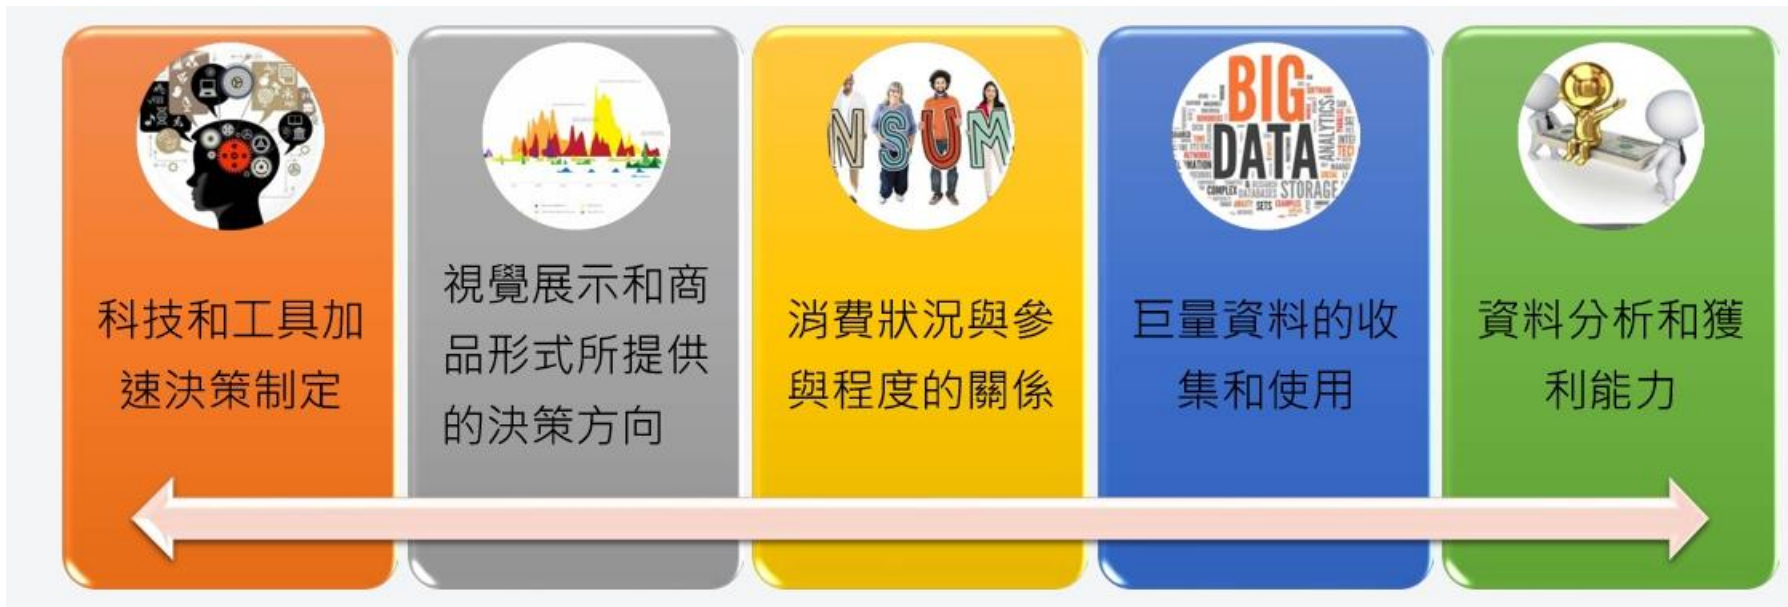 科技和工具加
速決策制定
視覺展示和商
品形式所提供
的決策方向
NSUM
消費狀況與參
與程度的關係
BIG
DATA
ANALYTICS
STORAGE
COMPLEX
SETS
巨量資料的收
集和使用
資料分析和獲
利能力